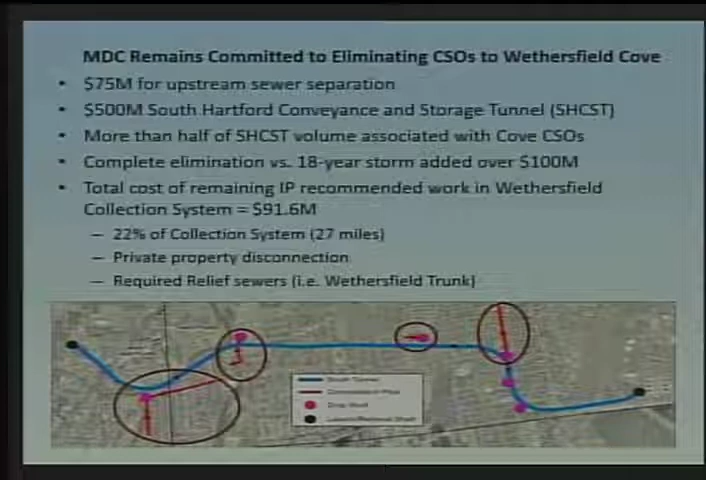 MDC Remains Committed to Eliminating CSOs to Wethersfield Cove
• $75M for upstream sewer separation
• $500M South Hartford Conveyance and Storage Tunnel (SHCST)
• More than half of SHCST volume associated with Cove CSOs
• Complete elimination vs. 18-year storm added over $100M
• Total cost of remaining IP recommended work in Wethersfield
Collection System = $91.6M
– 22% of Collection System (27 miles)
– Private property disconnection
– Required Relief sewers (i.e. Wethersfield Trunk)
South Tunnel
Drop Shaft